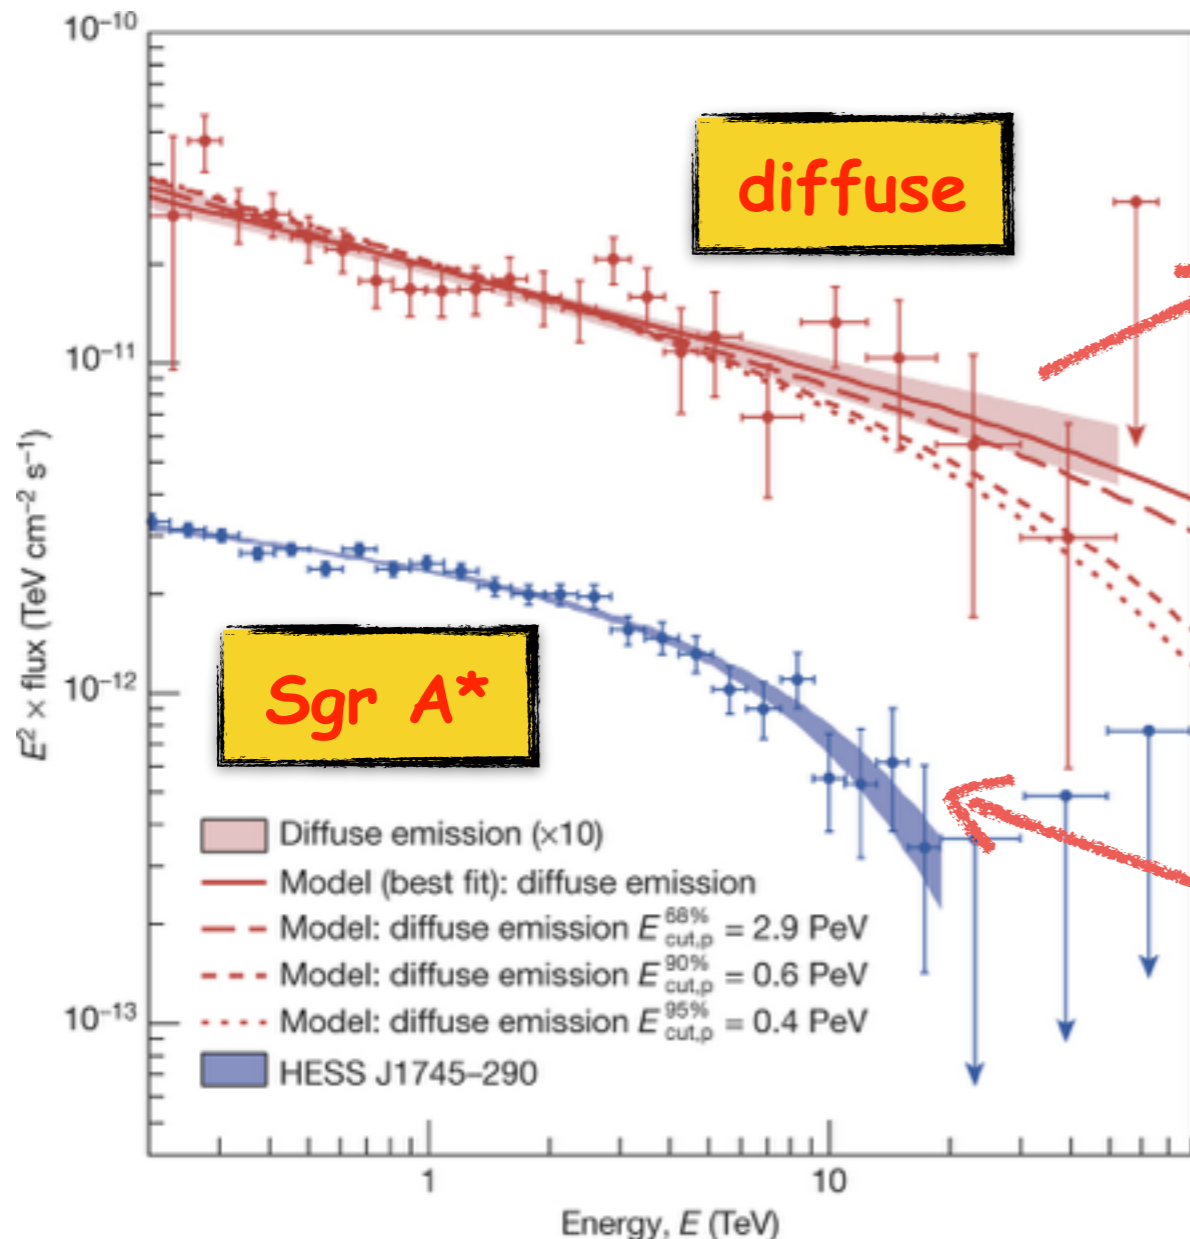 10⁻¹⁰
diffuse
10⁻¹¹
E² × flux (TeV cm⁻² s⁻¹)
10⁻¹²
Sgr A*
Diffuse emission (×10)
Model (best fit): diffuse emission
Model: diffuse emission E^68%_cut,p = 2.9 PeV
Model: diffuse emission E^90%_cut,p = 0.6 PeV
10⁻¹³
Model: diffuse emission E^95%_cut,p = 0.4 PeV
HESS J1745–290
1 10
Energy, E (TeV)